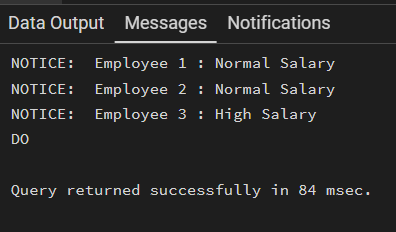 Data Output Messages Notifications
NOTICE:  Employee 1 : Normal Salary
NOTICE:  Employee 2 : Normal Salary
NOTICE:  Employee 3 : High Salary
DO
Query returned successfully in 84 msec.